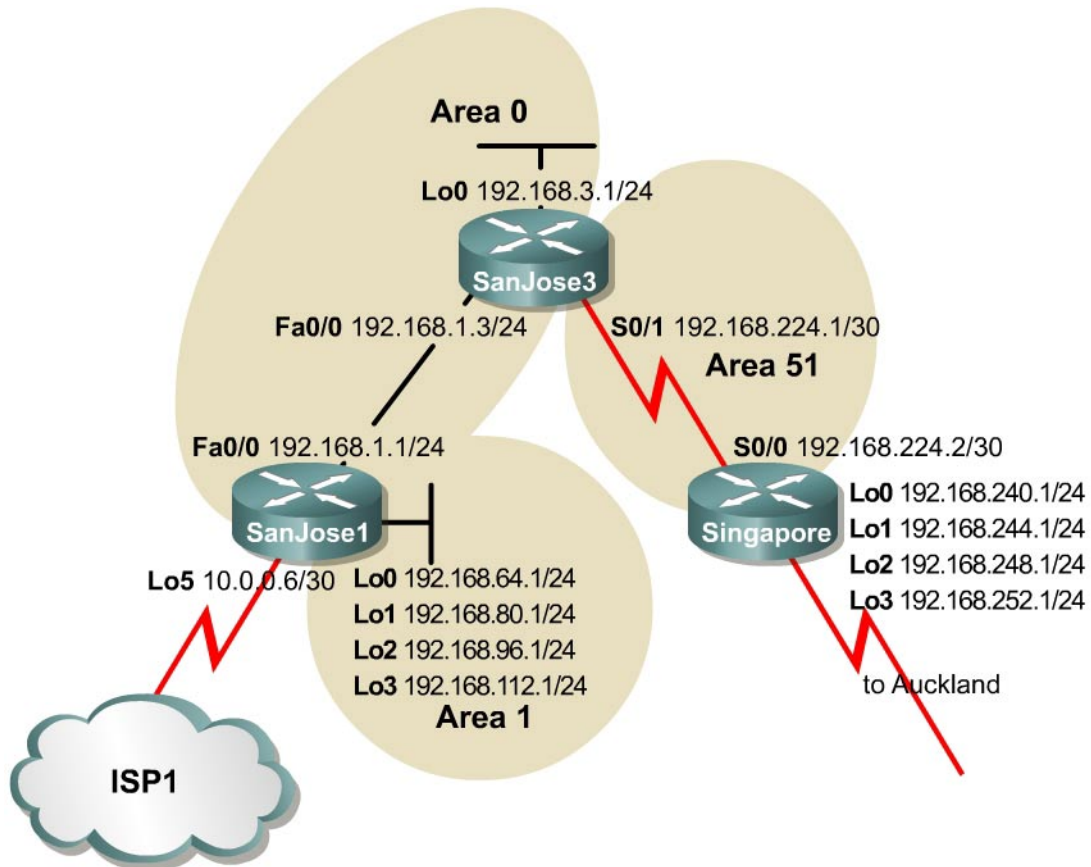 Area 0
Lo0 192.168.3.1/24
SanJose3
Fa0/0 192.168.1.3/24
S0/1 192.168.224.1/30
Area 51
Fa0/0 192.168.1.1/24
S0/0 192.168.224.2/30
SanJose1
Singapore
Lo0 192.168.240.1/24
Lo1 192.168.244.1/24
Lo2 192.168.248.1/24
Lo3 192.168.252.1/24
Lo5 10.0.0.6/30
Lo0 192.168.64.1/24
Lo1 192.168.80.1/24
Lo2 192.168.96.1/24
Lo3 192.168.112.1/24
Area 1
to Auckland
ISP1